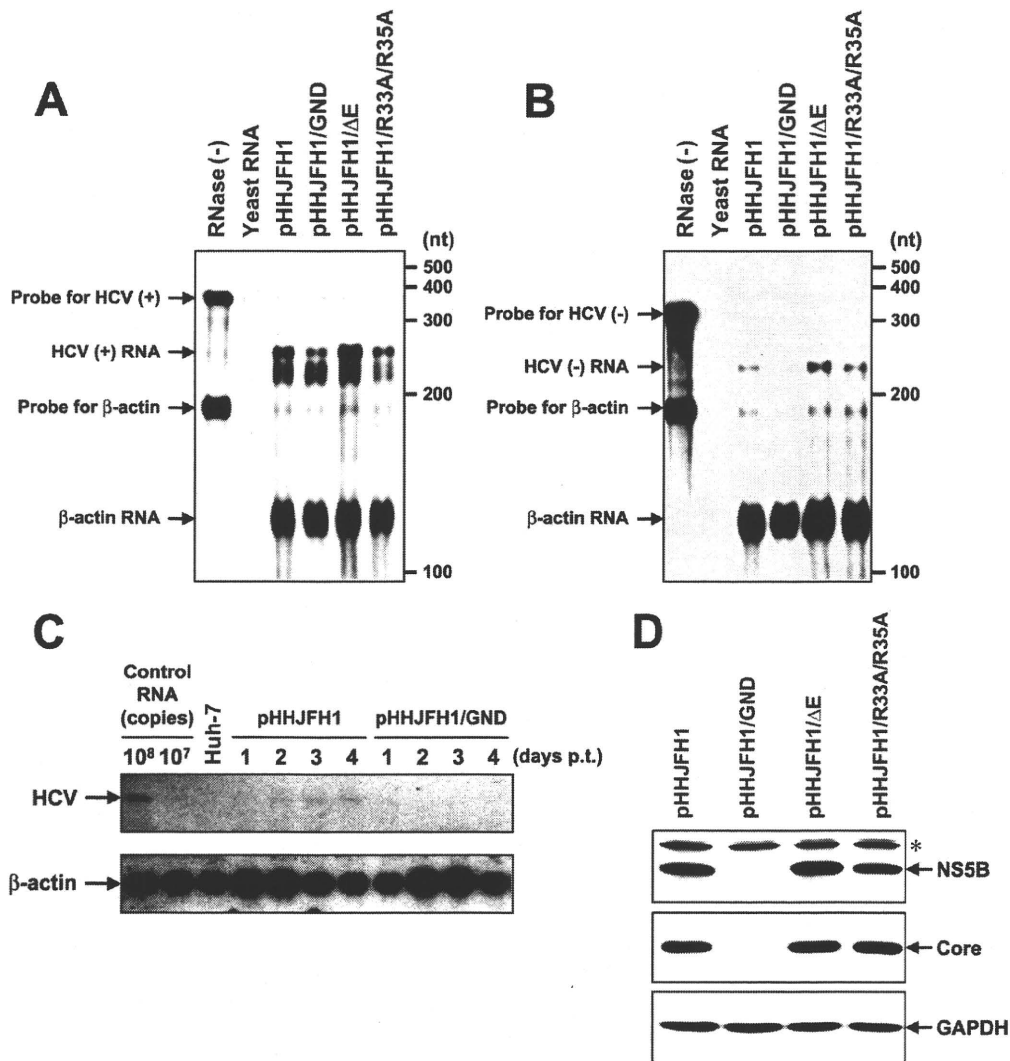 A
RNase (-)
Yeast RNA
pHHJFH1
pHHJFH1/GND
pHHJFH1/ΔE
pHHJFH1/R33A/R35A
(nt)
500
400
300
200
100
Probe for HCV (+)
HCV (+) RNA
Probe for β-actin
β-actin RNA
B
RNase (-)
Yeast RNA
pHHJFH1
pHHJFH1/GND
pHHJFH1/ΔE
pHHJFH1/R33A/R35A
(nt)
500
400
300
200
100
Probe for HCV (-)
HCV (-) RNA
Probe for β-actin
β-actin RNA
C
Control
RNA
(copies)
Huh-7
pHHJFH1
pHHJFH1/GND
10⁸ 10⁷ 1 2 3 4 1 2 3 4 (days p.t.)
HCV
β-actin
D
pHHJFH1
pHHJFH1/GND
pHHJFH1/ΔE
pHHJFH1/R33A/R35A
*
NS5B
Core
GAPDH